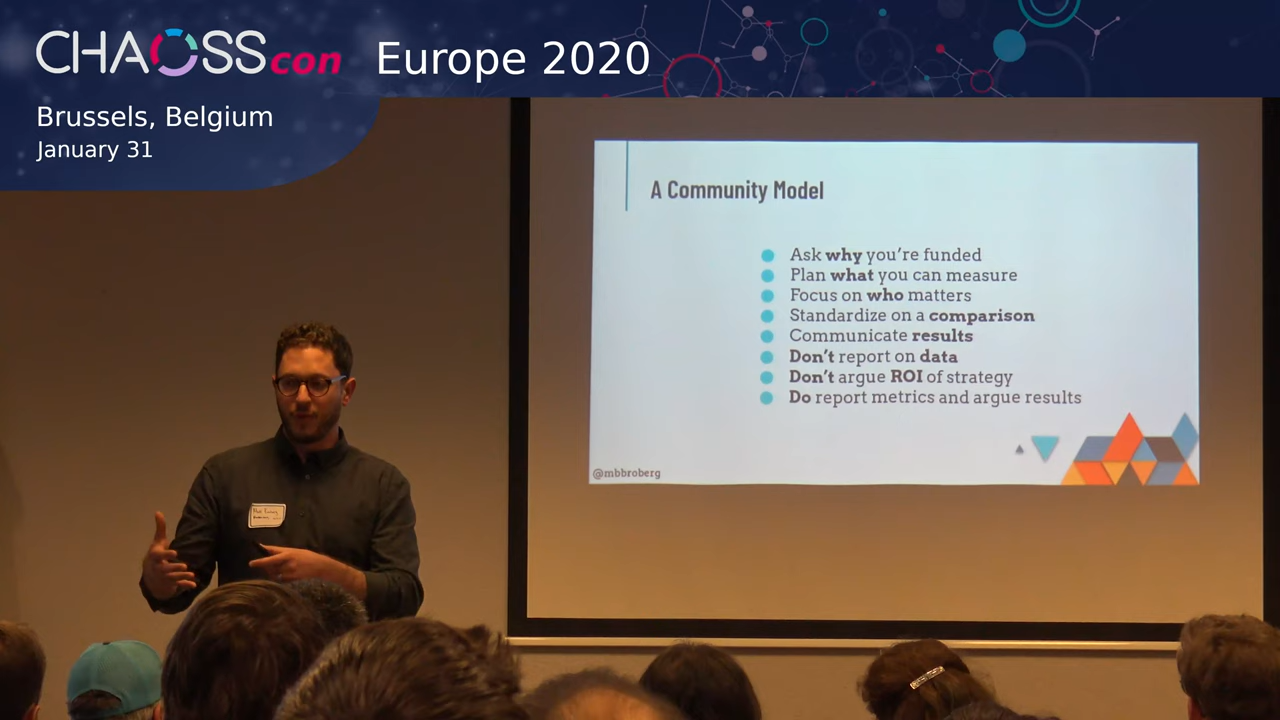 CHAOSScon Europe 2020
Brussels, Belgium
January 31
A Community Model
Ask why you're funded
Plan what you can measure
Focus on who matters
Standardize on a comparison
Communicate results
Don't report on data
Don't argue ROI of strategy
Do report metrics and argue results
@mbbroberg